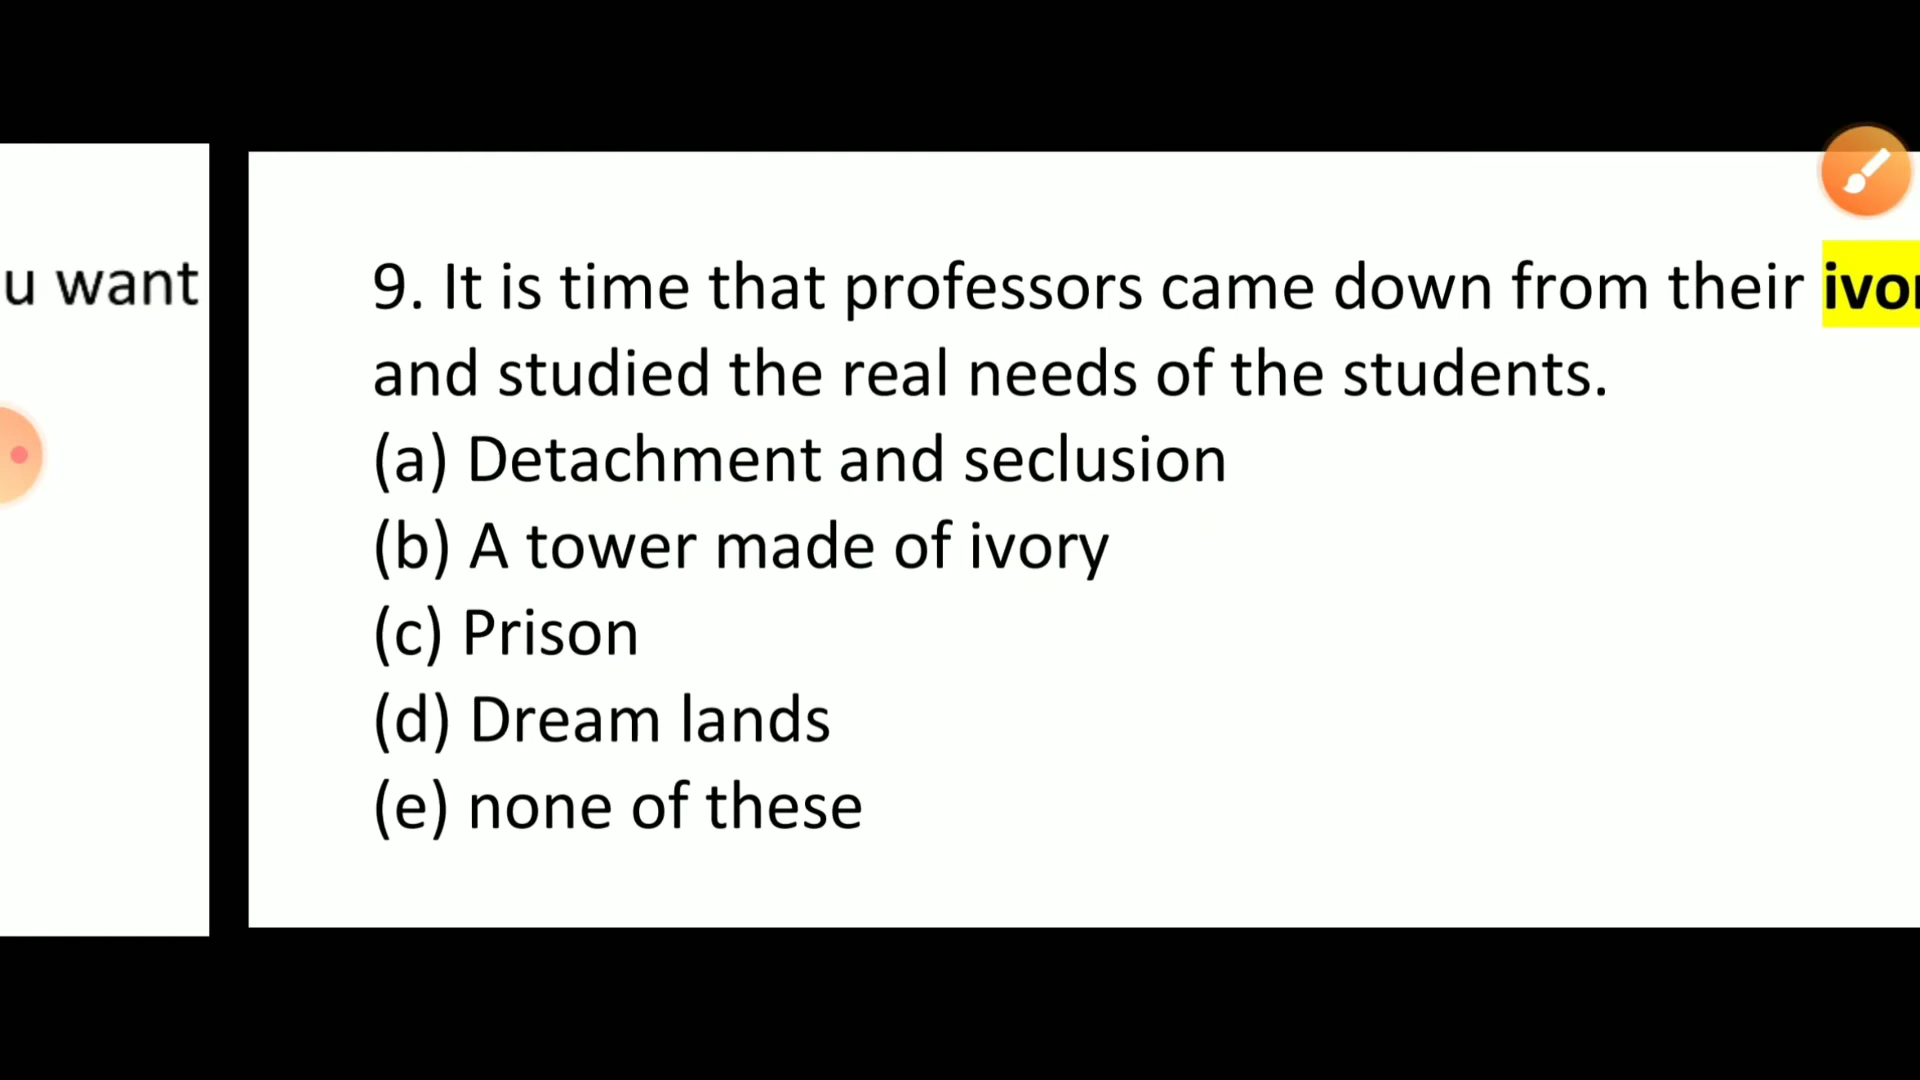 u want
9. It is time that professors came down from their
and studied the real needs of the students.
(a) Detachment and seclusion
(b) A tower made of ivory
(c) Prison
(d) Dream lands
(e) none of these